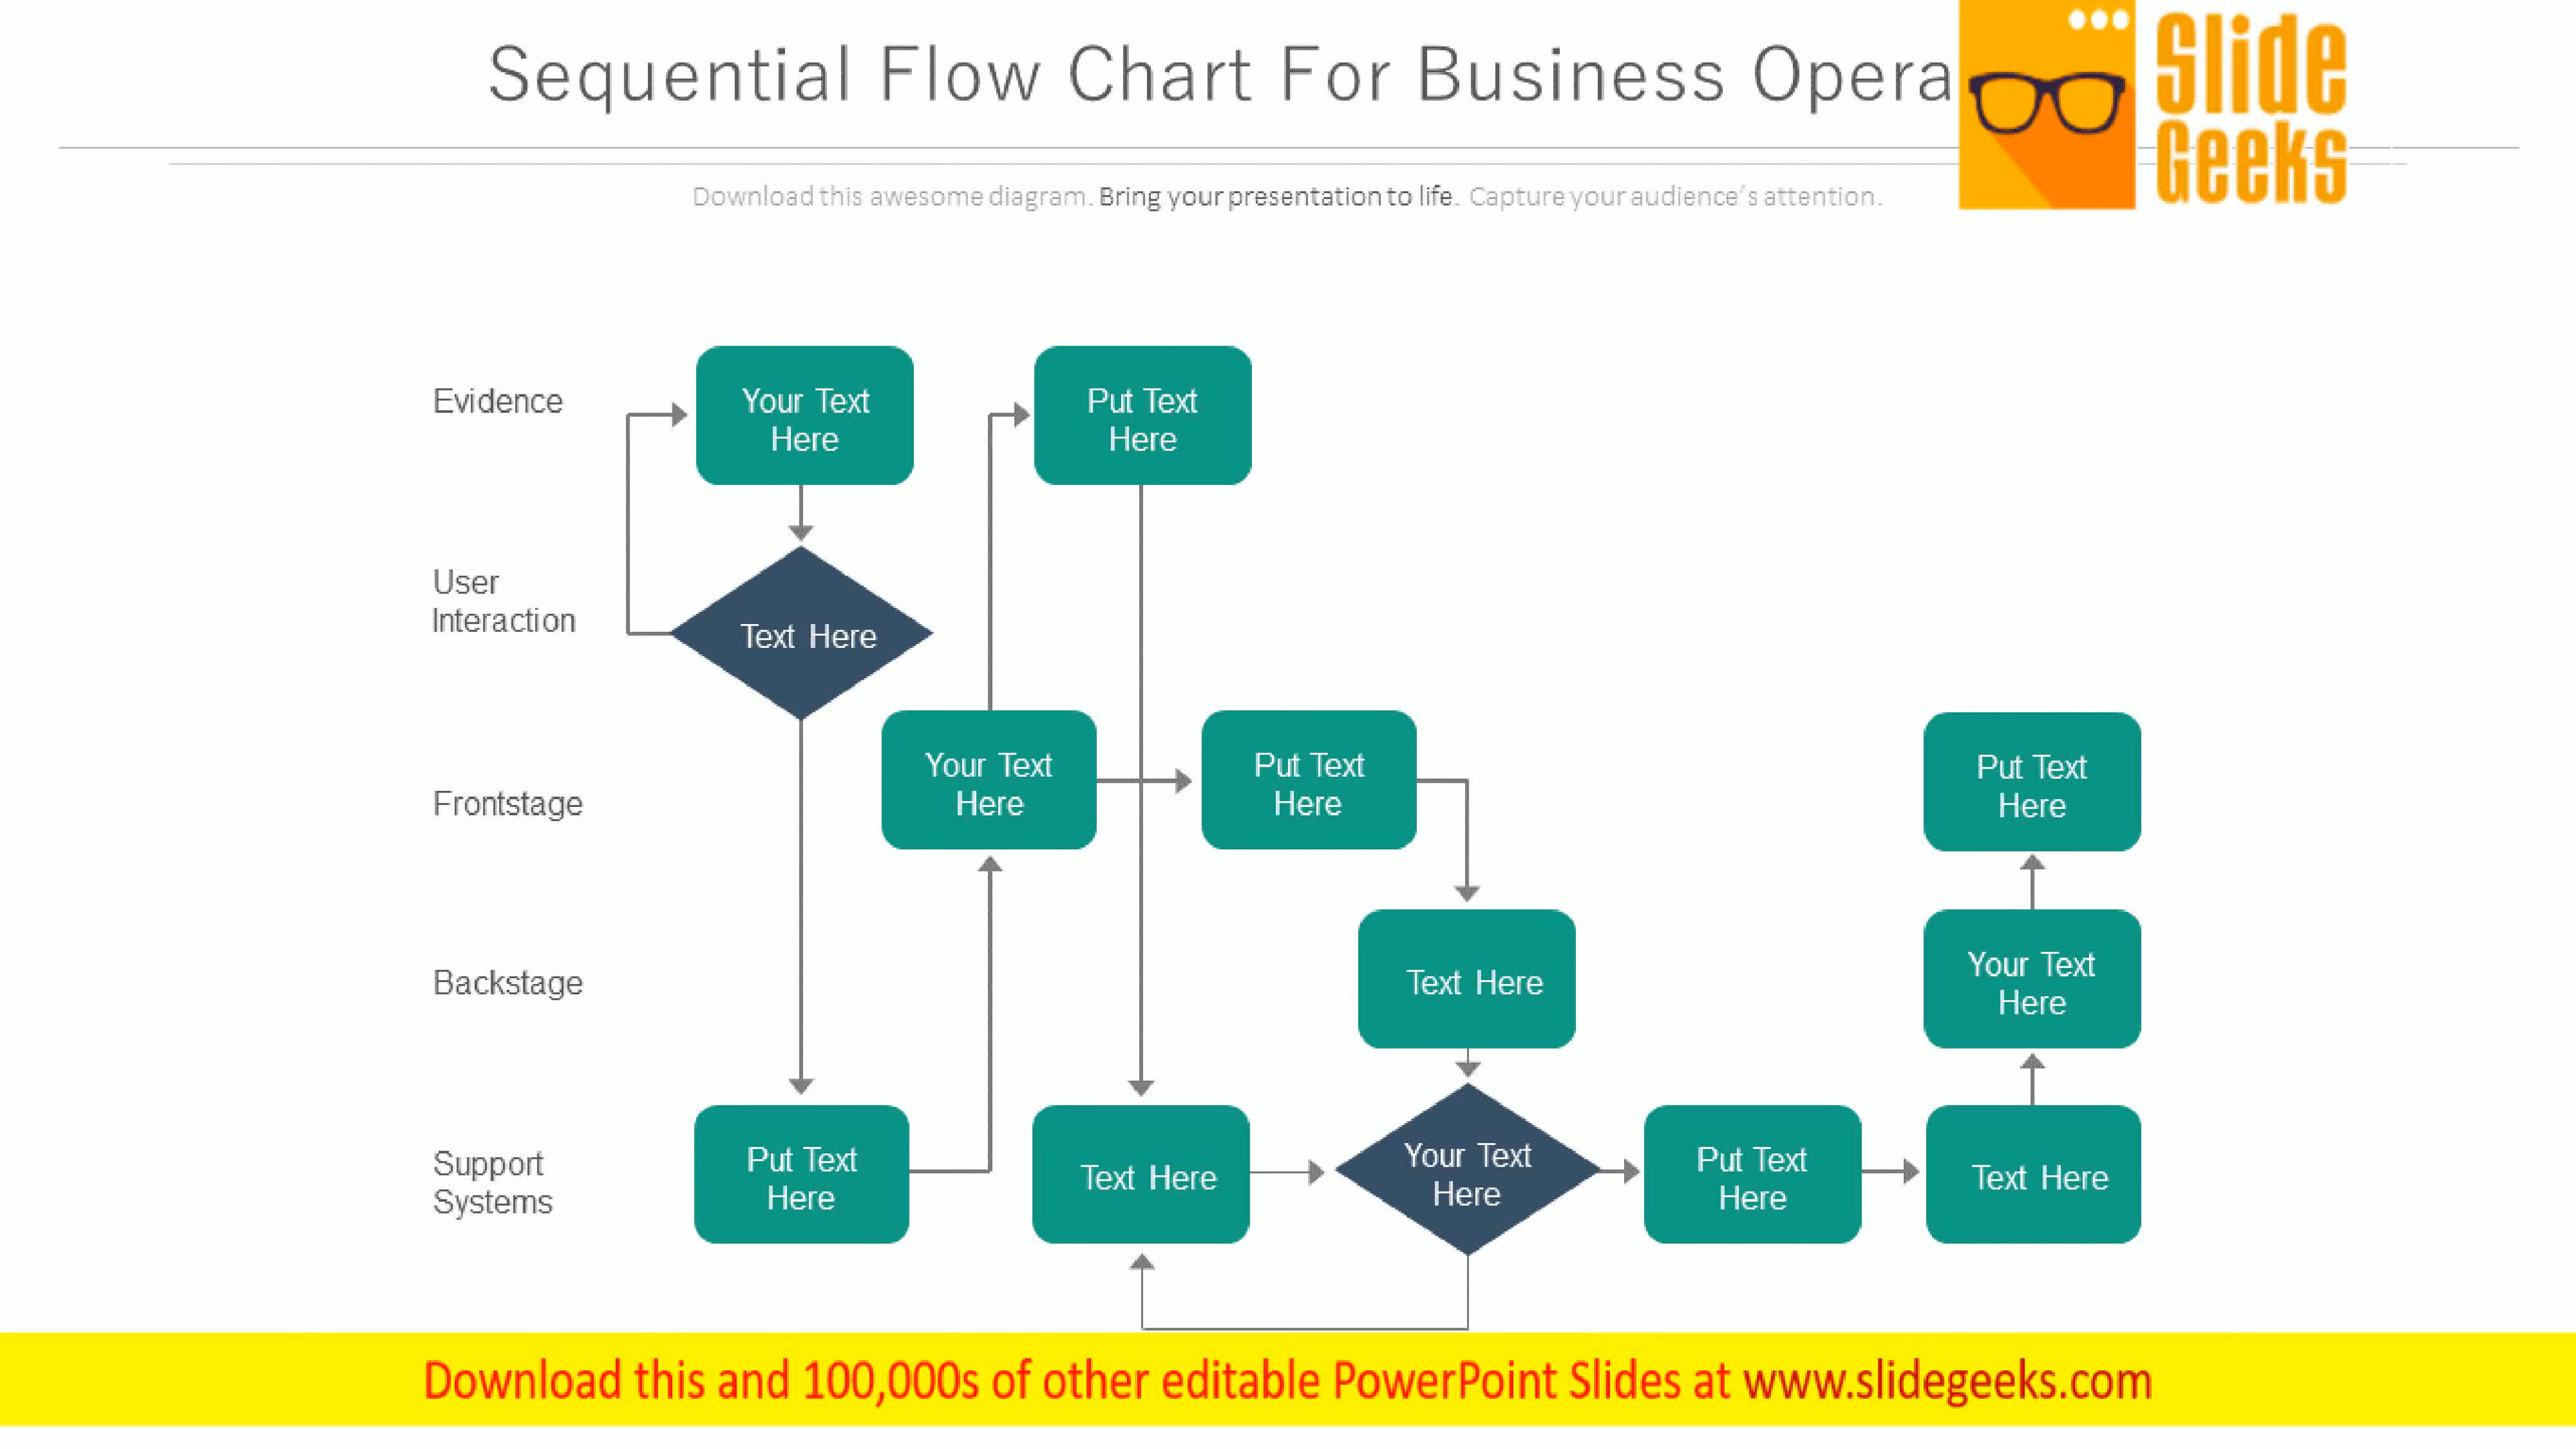 Sequential Flow Chart For Business Opera
Slide
Geeks
Download this awesome diagram. Bring your presentation to life. Capture your audience's attention.
Evidence
Your Text
Here
Put Text
Here
User
Interaction
Text Here
Frontstage
Your Text
Here
Put Text
Here
Put Text
Here
Backstage
Text Here
Your Text
Here
Support
Systems
Put Text
Here
Text Here
Your Text
Here
Put Text
Here
Text Here
Download this and 100,000s of other editable PowerPoint Slides at www.slidegeeks.com